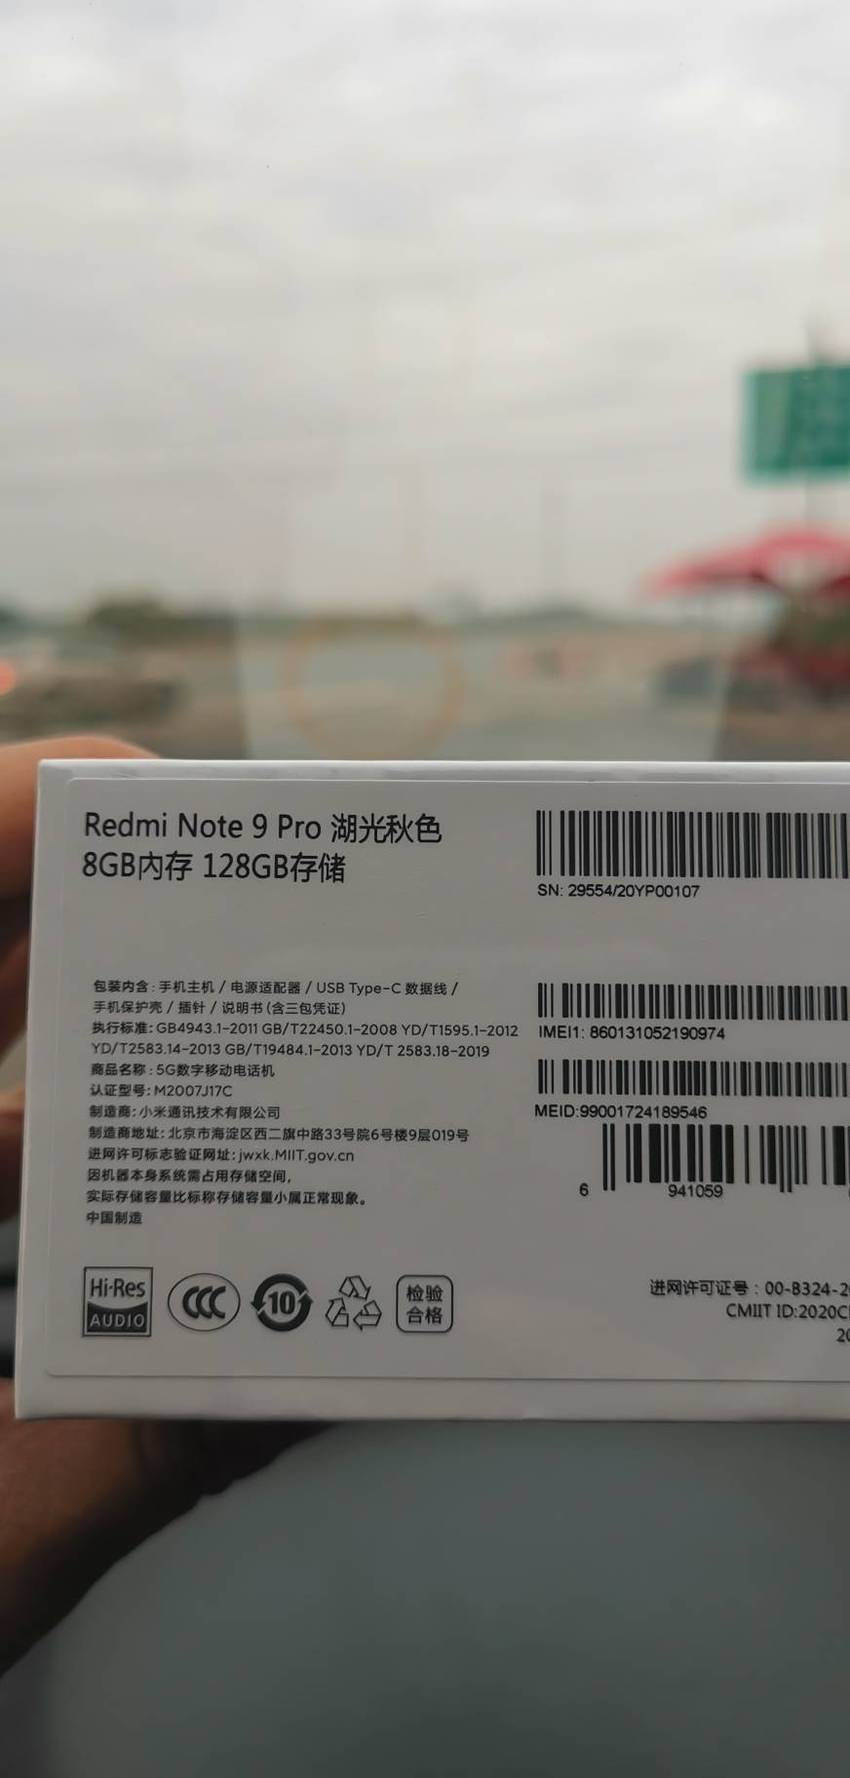 Redmi Note 9 Pro 湖光秋色
8GB内存 128GB存储
SN: 29554/20YP00107
包装内含:手机主机 / 电源适配器 / USB Type-C 数据线 /
手机保护壳 / 插针 / 说明书(含三包凭证)
执行标准:GB4943.1-2011 GB/T22450.1-2008 YD/T1595.1-2012
YD/T2583.14-2013 GB/T19484.1-2013 YD/T 2583.18-2019
商品名称:5G数字移动电话机
认证型号:M2007J17C
制造商:小米通讯技术有限公司
制造商地址:北京市海淀区西二旗中路33号院6号楼9层019号
进网许可标志验证网址:jwxk.MIIT.gov.cn
因机器本身系统需占用存储空间,
实际存储容量比标称存储容量小属正常现象。
中国制造
IMEI1: 860131052190974
MEID:99001724189546
6 941059
Hi-Res
AUDIO
CCC
10
检验
合格
进网许可证号:00-B324-20
CMIIT ID:2020C
20